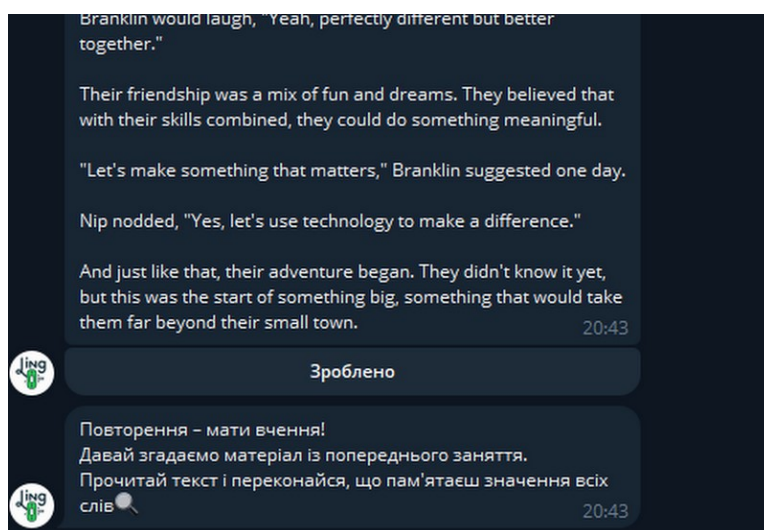 Branklin would laugh, "Yeah, perfectly different but better
together."
Their friendship was a mix of fun and dreams. They believed that
with their skills combined, they could do something meaningful.
"Let's make something that matters," Branklin suggested one day.
Nip nodded, "Yes, let's use technology to make a difference."
And just like that, their adventure began. They didn't know it yet,
but this was the start of something big, something that would take
them far beyond their small town.
20:43
Ling
Зроблено
Повторення – мати вчення!
Давай згадаємо матеріал із попереднього заняття.
Прочитай текст і переконайся, що пам'ятаєш значення всіх
слів🔍
20:43
Ling